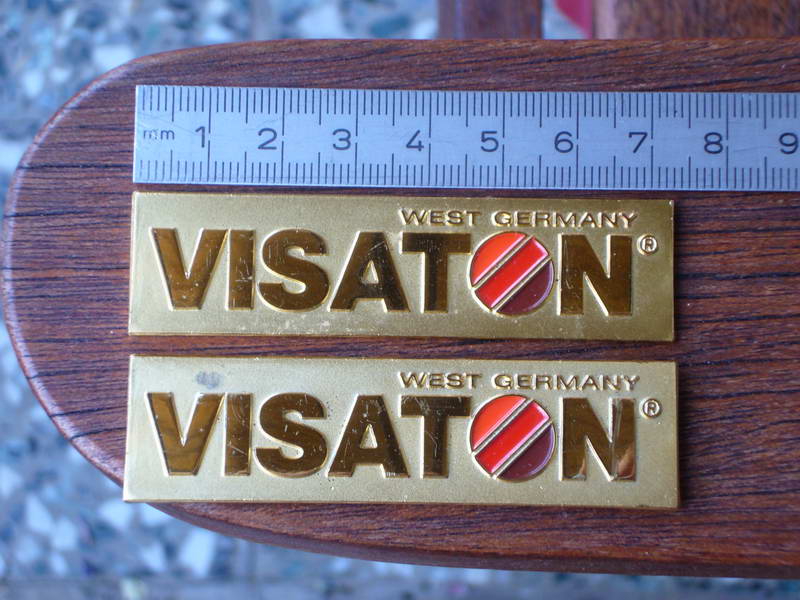 mm 1 2 3 4 5 6 7 8 9
WEST GERMANY
VISATON®
WEST GERMANY
VISATON®